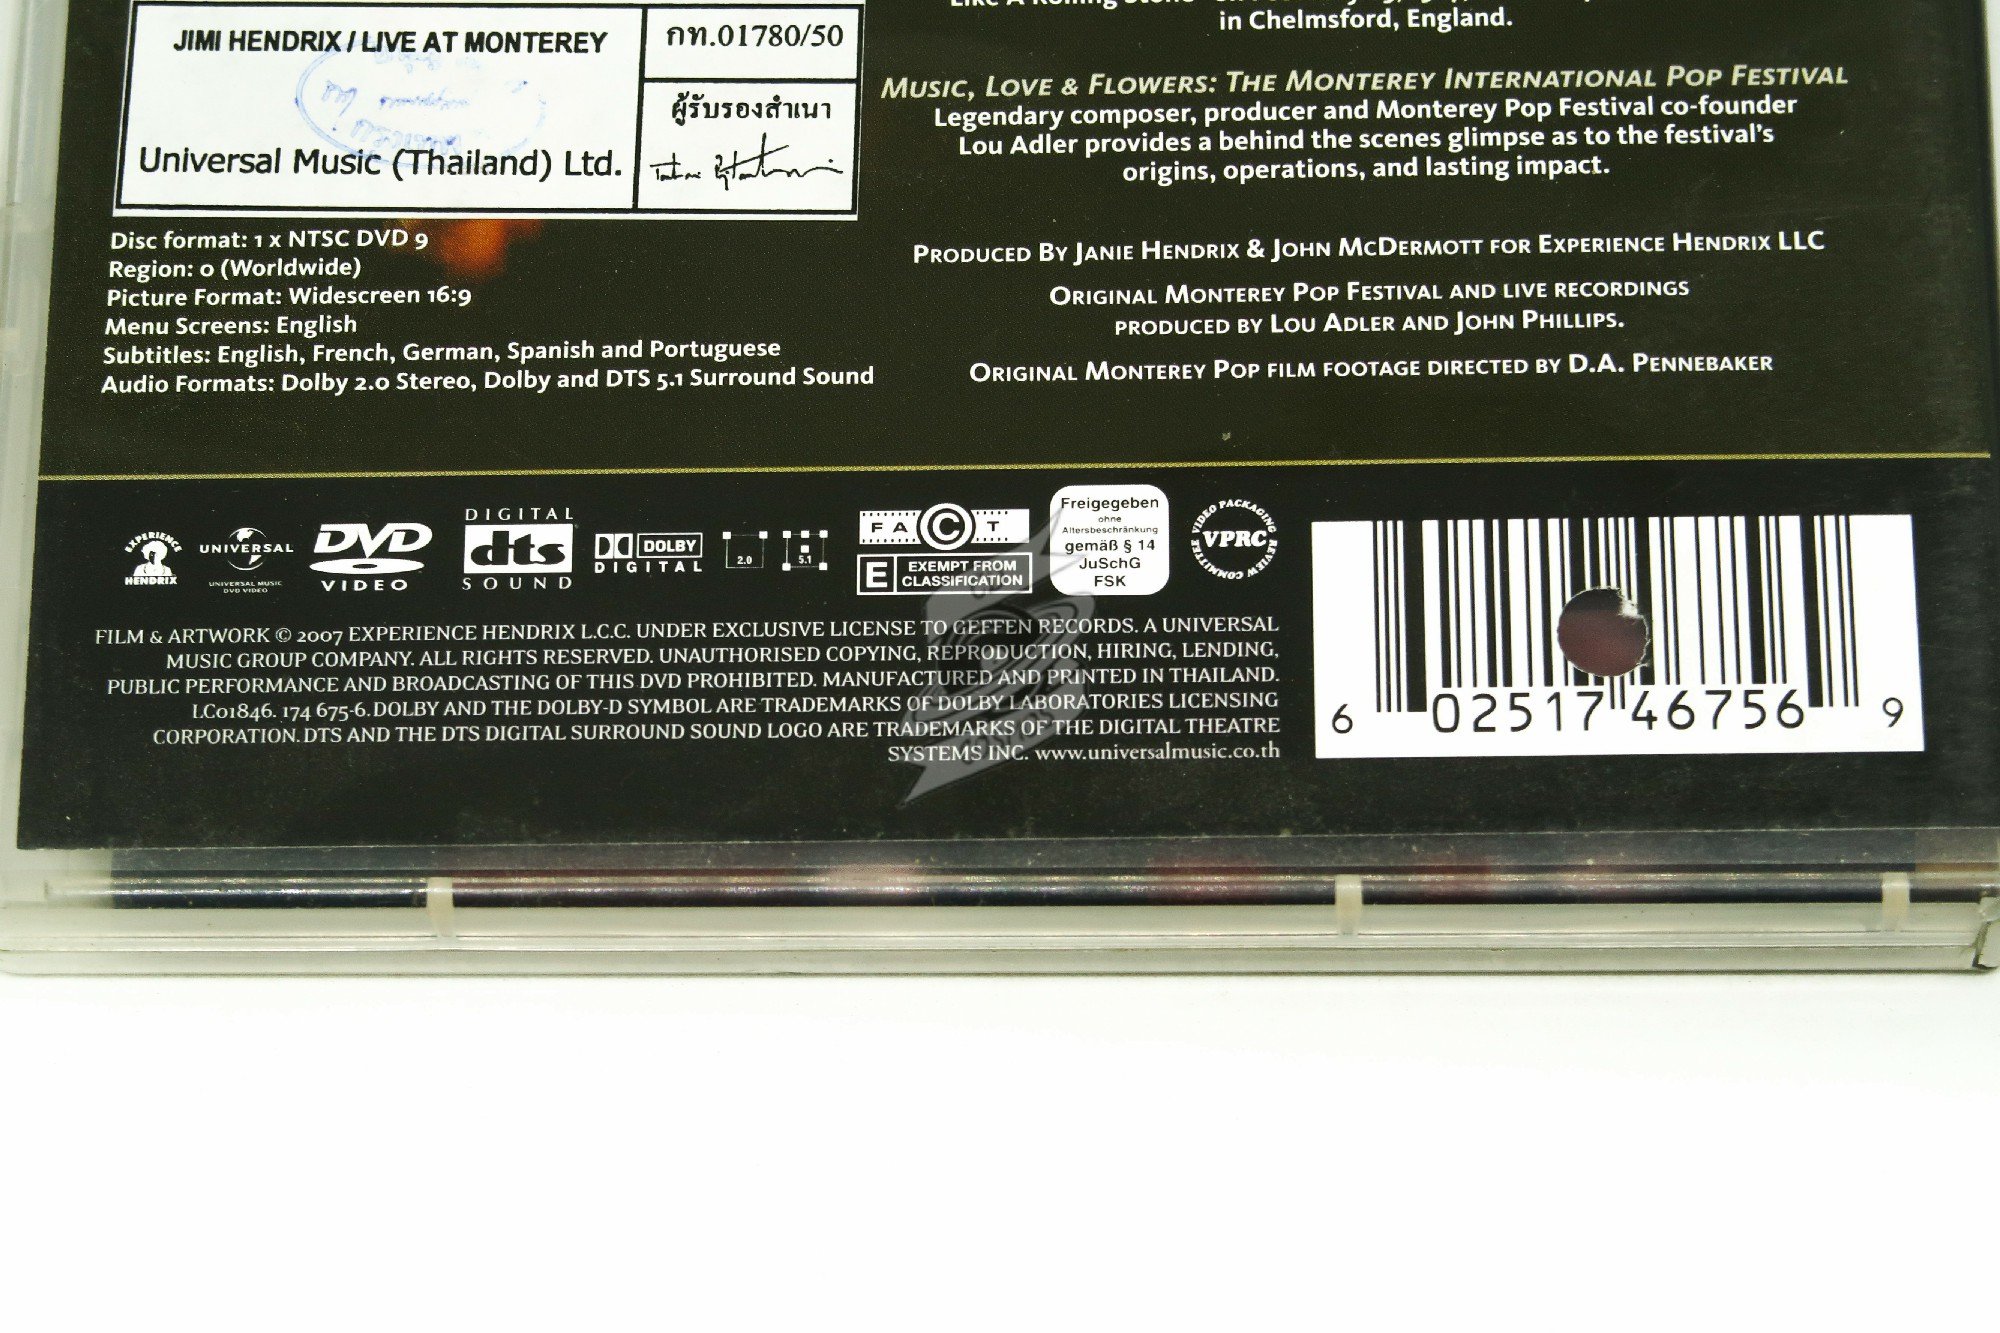 JIMI HENDRIX / LIVE AT MONTEREY
กท.01780/50
ผู้รับรองสำเนา
Universal Music (Thailand) Ltd.
Disc format: 1 x NTSC DVD 9
Region: 0 (Worldwide)
Picture Format: Widescreen 16:9
Menu Screens: English
Subtitles: English, French, German, Spanish and Portuguese
Audio Formats: Dolby 2.0 Stereo, Dolby and DTS 5.1 Surround Sound
in Chelmsford, England.
MUSIC, LOVE & FLOWERS: THE MONTEREY INTERNATIONAL POP FESTIVAL
Legendary composer, producer and Monterey Pop Festival co-founder
Lou Adler provides a behind the scenes glimpse as to the festival's
origins, operations, and lasting impact.
PRODUCED BY JANIE HENDRIX & JOHN MCDERMOTT FOR EXPERIENCE HENDRIX LLC
ORIGINAL MONTEREY POP FESTIVAL AND LIVE RECORDINGS
PRODUCED BY LOU ADLER AND JOHN PHILLIPS.
ORIGINAL MONTEREY POP FILM FOOTAGE DIRECTED BY D.A. PENNEBAKER
EXPERIENCE
HENDRIX
UNIVERSAL
UNIVERSAL MUSIC
DVD VIDEO
DVD
VIDEO
DIGITAL
dts
SOUND
DOLBY
DIGITAL
2.0
5.1
FACT
E EXEMPT FROM
CLASSIFICATION
Freigegeben
ohne
Altersbeschränkung
gemäß § 14
JuSchG
FSK
VIDEO PACKAGING REVIEW COMMITTEE
VPRC
FILM & ARTWORK © 2007 EXPERIENCE HENDRIX L.C.C. UNDER EXCLUSIVE LICENSE TO GEFFEN RECORDS. A UNIVERSAL
MUSIC GROUP COMPANY. ALL RIGHTS RESERVED. UNAUTHORISED COPYING, REPRODUCTION, HIRING, LENDING,
PUBLIC PERFORMANCE AND BROADCASTING OF THIS DVD PROHIBITED. MANUFACTURED AND PRINTED IN THAILAND.
LC01846. 174 675-6. DOLBY AND THE DOLBY-D SYMBOL ARE TRADEMARKS OF DOLBY LABORATORIES LICENSING
CORPORATION. DTS AND THE DTS DIGITAL SURROUND SOUND LOGO ARE TRADEMARKS OF THE DIGITAL THEATRE
SYSTEMS INC. www.universalmusic.co.th
6 02517 46756 9